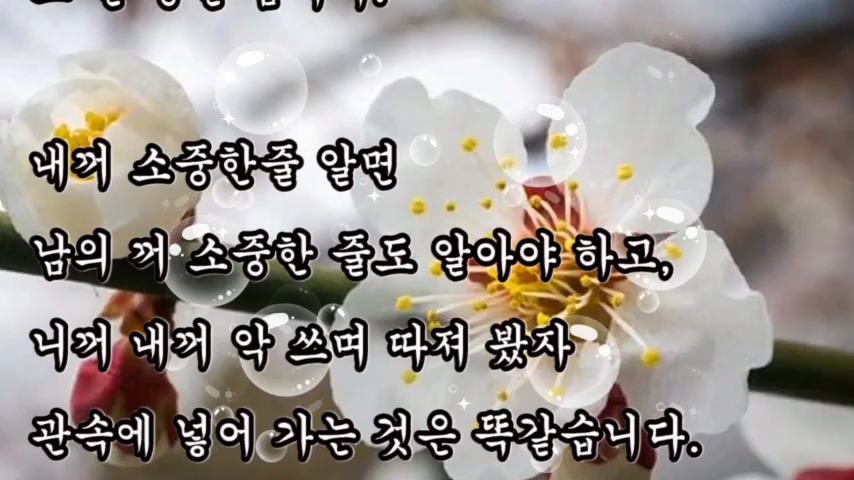 내꺼 소중한줄 알면
남의 꺼 소중한 줄도 알아야 하고,
니꺼 내꺼 악 쓰며 따져 봤자
관속에 넣어 가는 것은 똑같습니다.